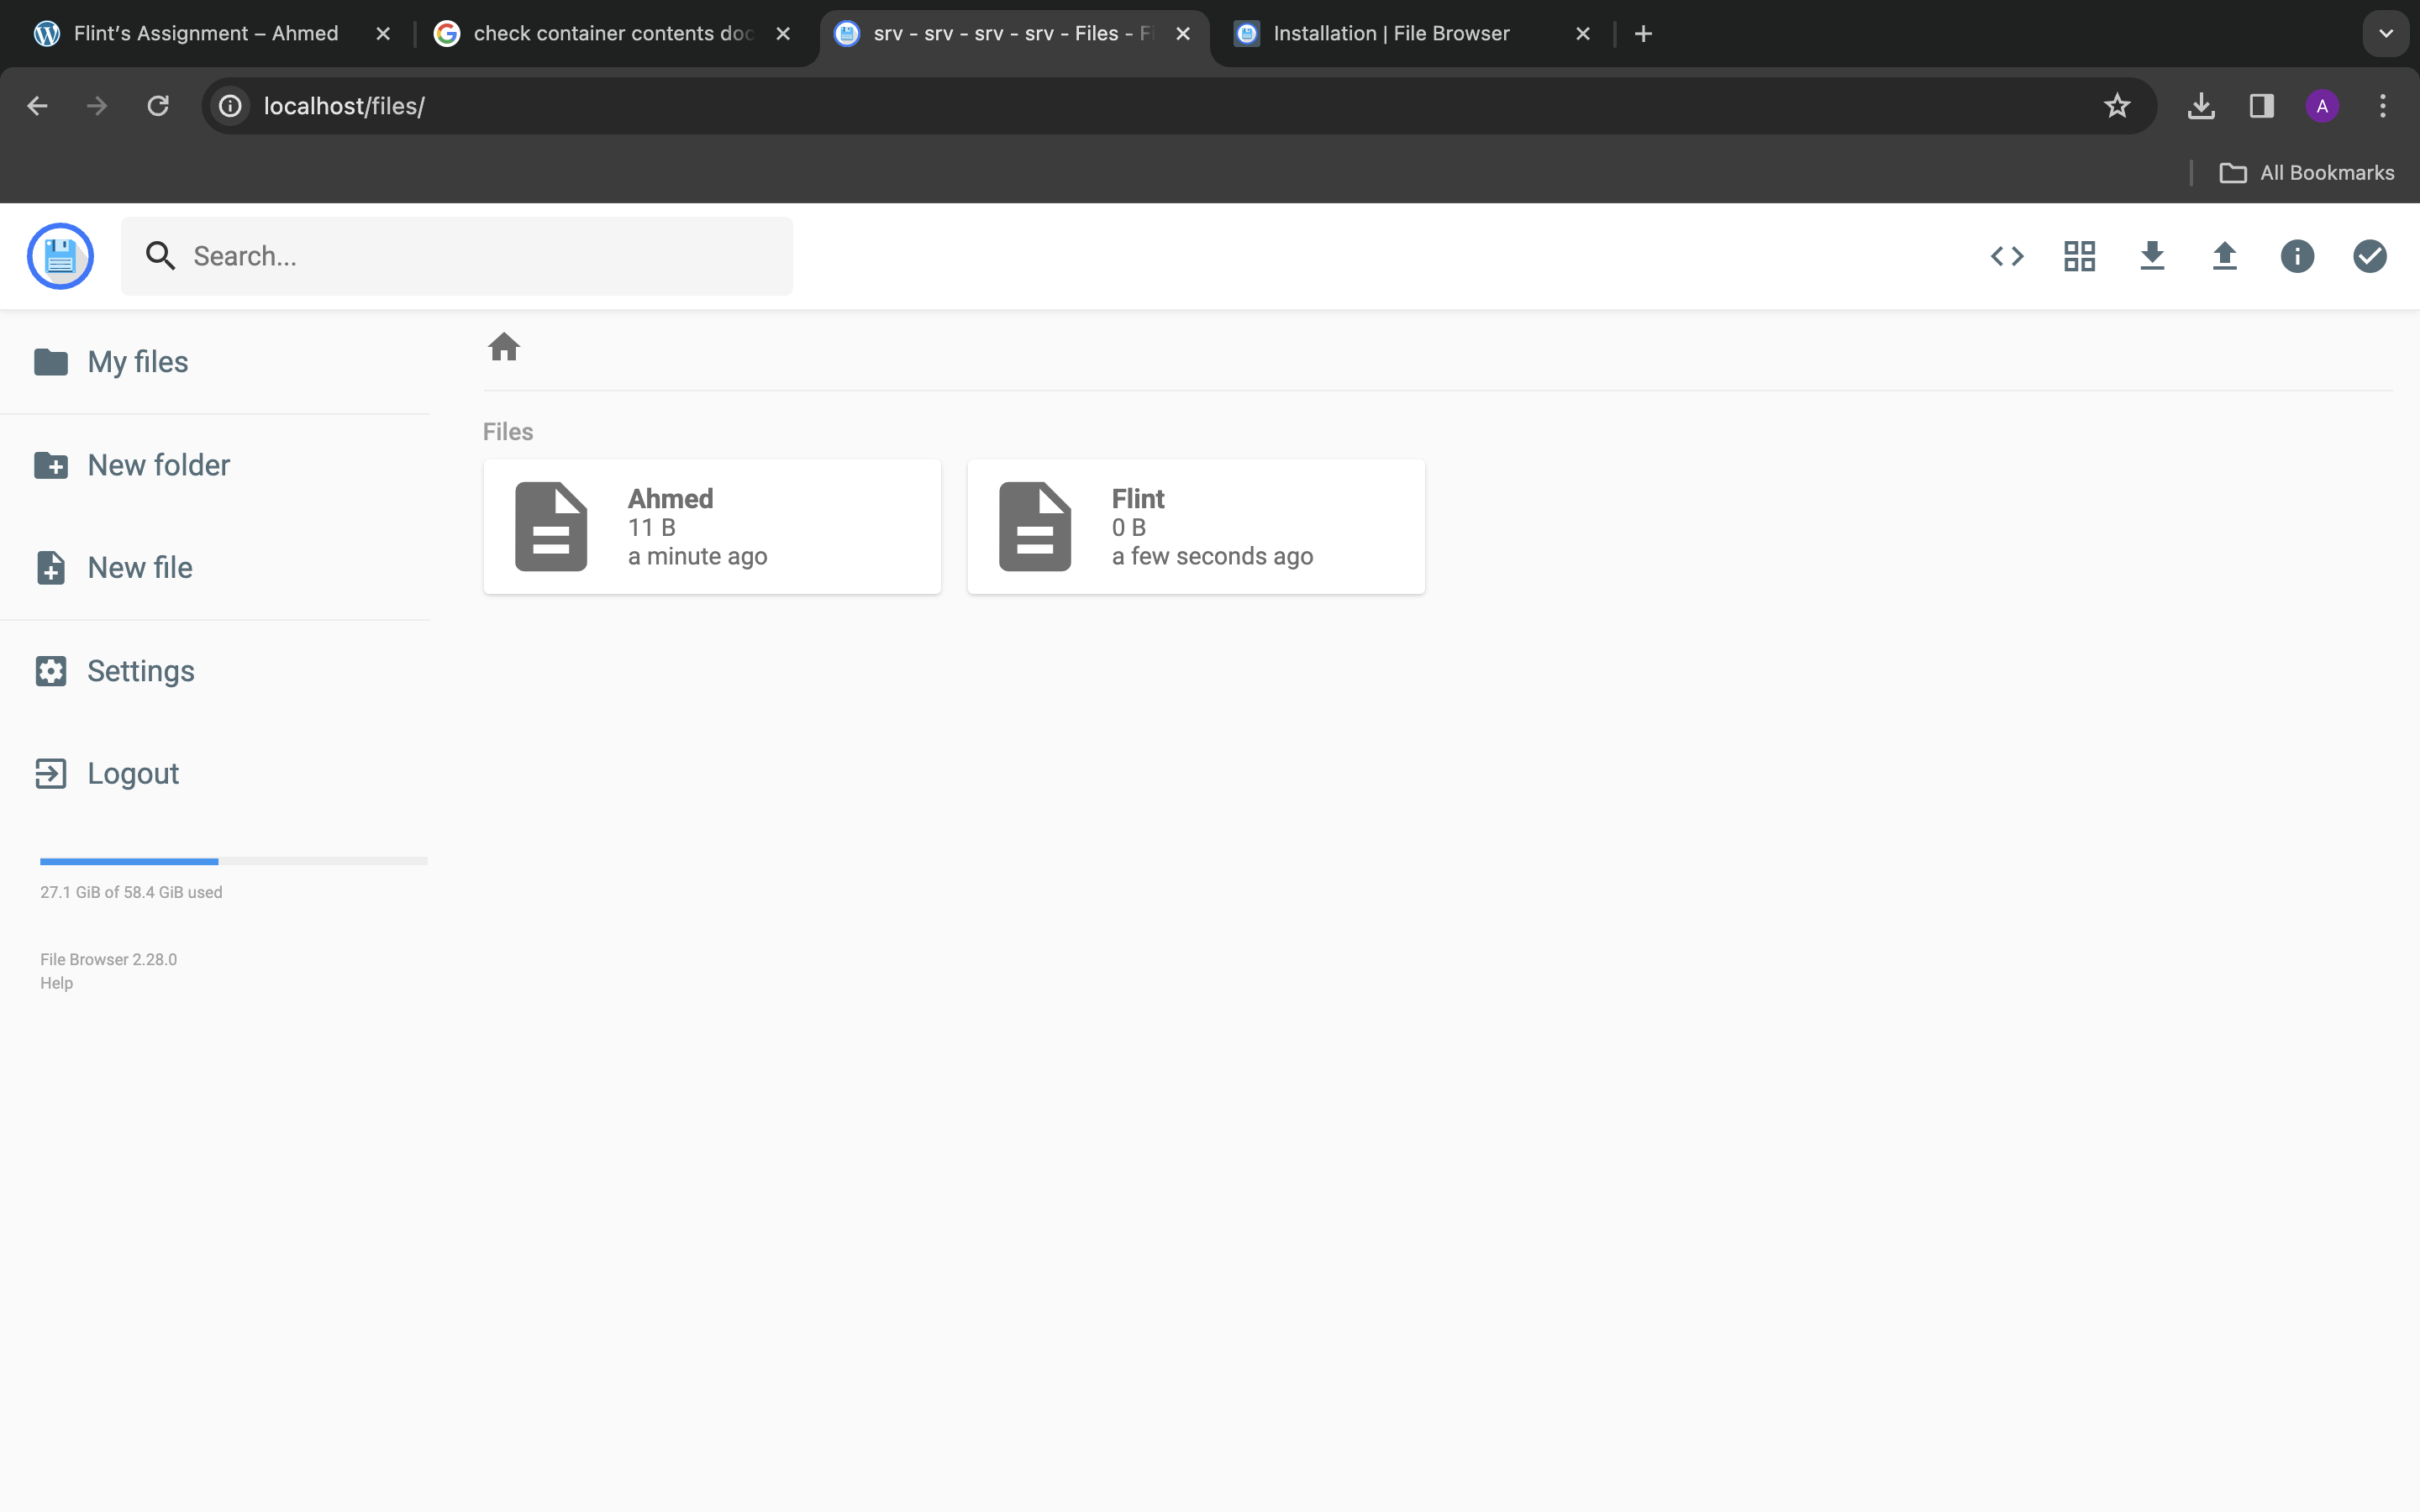 Flint's Assignment – Ahmed
check container contents doc
srv - srv - srv - srv - Files - Fi
Installation | File Browser
localhost/files/
A
All Bookmarks
Search...
My files
New folder
New file
Settings
Logout
27.1 GiB of 58.4 GiB used
File Browser 2.28.0
Help
Files
Ahmed
11 B
a minute ago
Flint
0 B
a few seconds ago